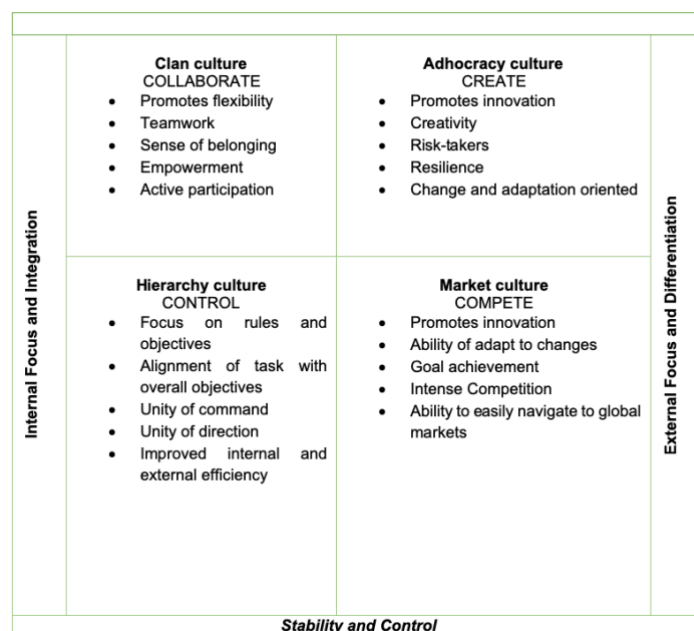 Internal Focus and Integration
Clan culture
COLLABORATE
• Promotes flexibility
• Teamwork
• Sense of belonging
• Empowerment
• Active participation
Adhocracy culture
CREATE
• Promotes innovation
• Creativity
• Risk-takers
• Resilience
• Change and adaptation oriented
Hierarchy culture
CONTROL
• Focus on rules and
objectives
• Alignment of task with
overall objectives
• Unity of command
• Unity of direction
• Improved internal and
external efficiency
Market culture
COMPETE
• Promotes innovation
• Ability of adapt to changes
• Goal achievement
• Intense Competition
• Ability to easily navigate to global
markets
External Focus and Differentiation
Stability and Control